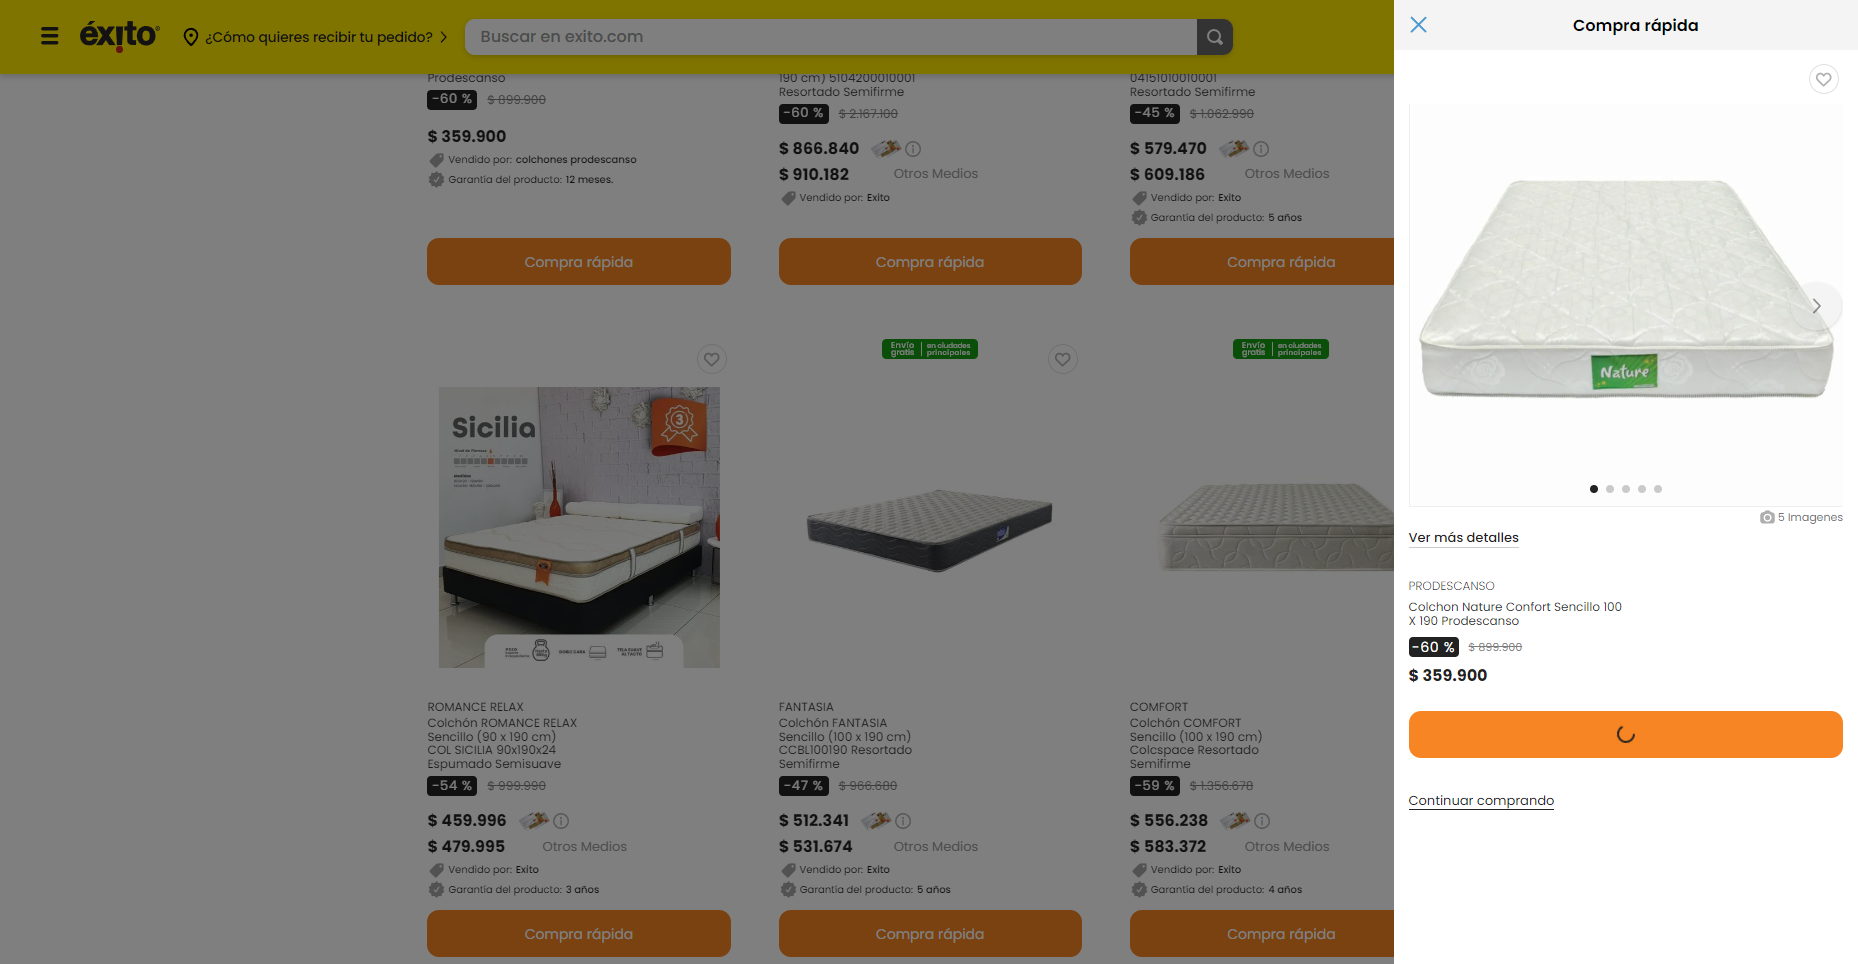 éxito
¿Cómo quieres recibir tu pedido?
Buscar en exito.com
Compra rápida
Prodescanso
-60 % $ 899.900
$ 359.900
Vendido por: colchones prodescanso
Garantía del producto: 12 meses.
Compra rápida
190 cm) 5104200010001
Resortado Semifirme
-60 % $ 2.167.100
$ 866.840
$ 910.182 Otros Medios
Vendido por: Exito
Compra rápida
04151010010001
Resortado Semifirme
-45 % $ 1.062.990
$ 579.470
$ 609.186 Otros Medios
Vendido por: Exito
Garantía del producto: 5 años
Compra rápida
Sicilia
3
ROMANCE RELAX
Colchón ROMANCE RELAX
Sencillo (90 x 190 cm)
COL SICILIA 90x190x24
Espumado Semisuave
-54 % $ 999.990
$ 459.996
$ 479.995 Otros Medios
Vendido por: Exito
Garantía del producto: 3 años
Compra rápida
Envío gratis | en ciudades principales
FANTASIA
Colchón FANTASIA
Sencillo (100 x 190 cm)
CCBL100190 Resortado
Semifirme
-47 % $ 966.680
$ 512.341
$ 531.674 Otros Medios
Vendido por: Exito
Garantía del producto: 5 años
Compra rápida
Envío gratis | en ciudades principales
COMFORT
Colchón COMFORT
Sencillo (100 x 190 cm)
Colcspace Resortado
Semifirme
-59 % $ 1.356.678
$ 556.238
$ 583.372 Otros Medios
Vendido por: Exito
Garantía del producto: 4 años
Compra rápida
Nature
5 Imagenes
Ver más detalles
PRODESCANSO
Colchon Nature Confort Sencillo 100
X 190 Prodescanso
-60 % $ 899.900
$ 359.900
Continuar comprando